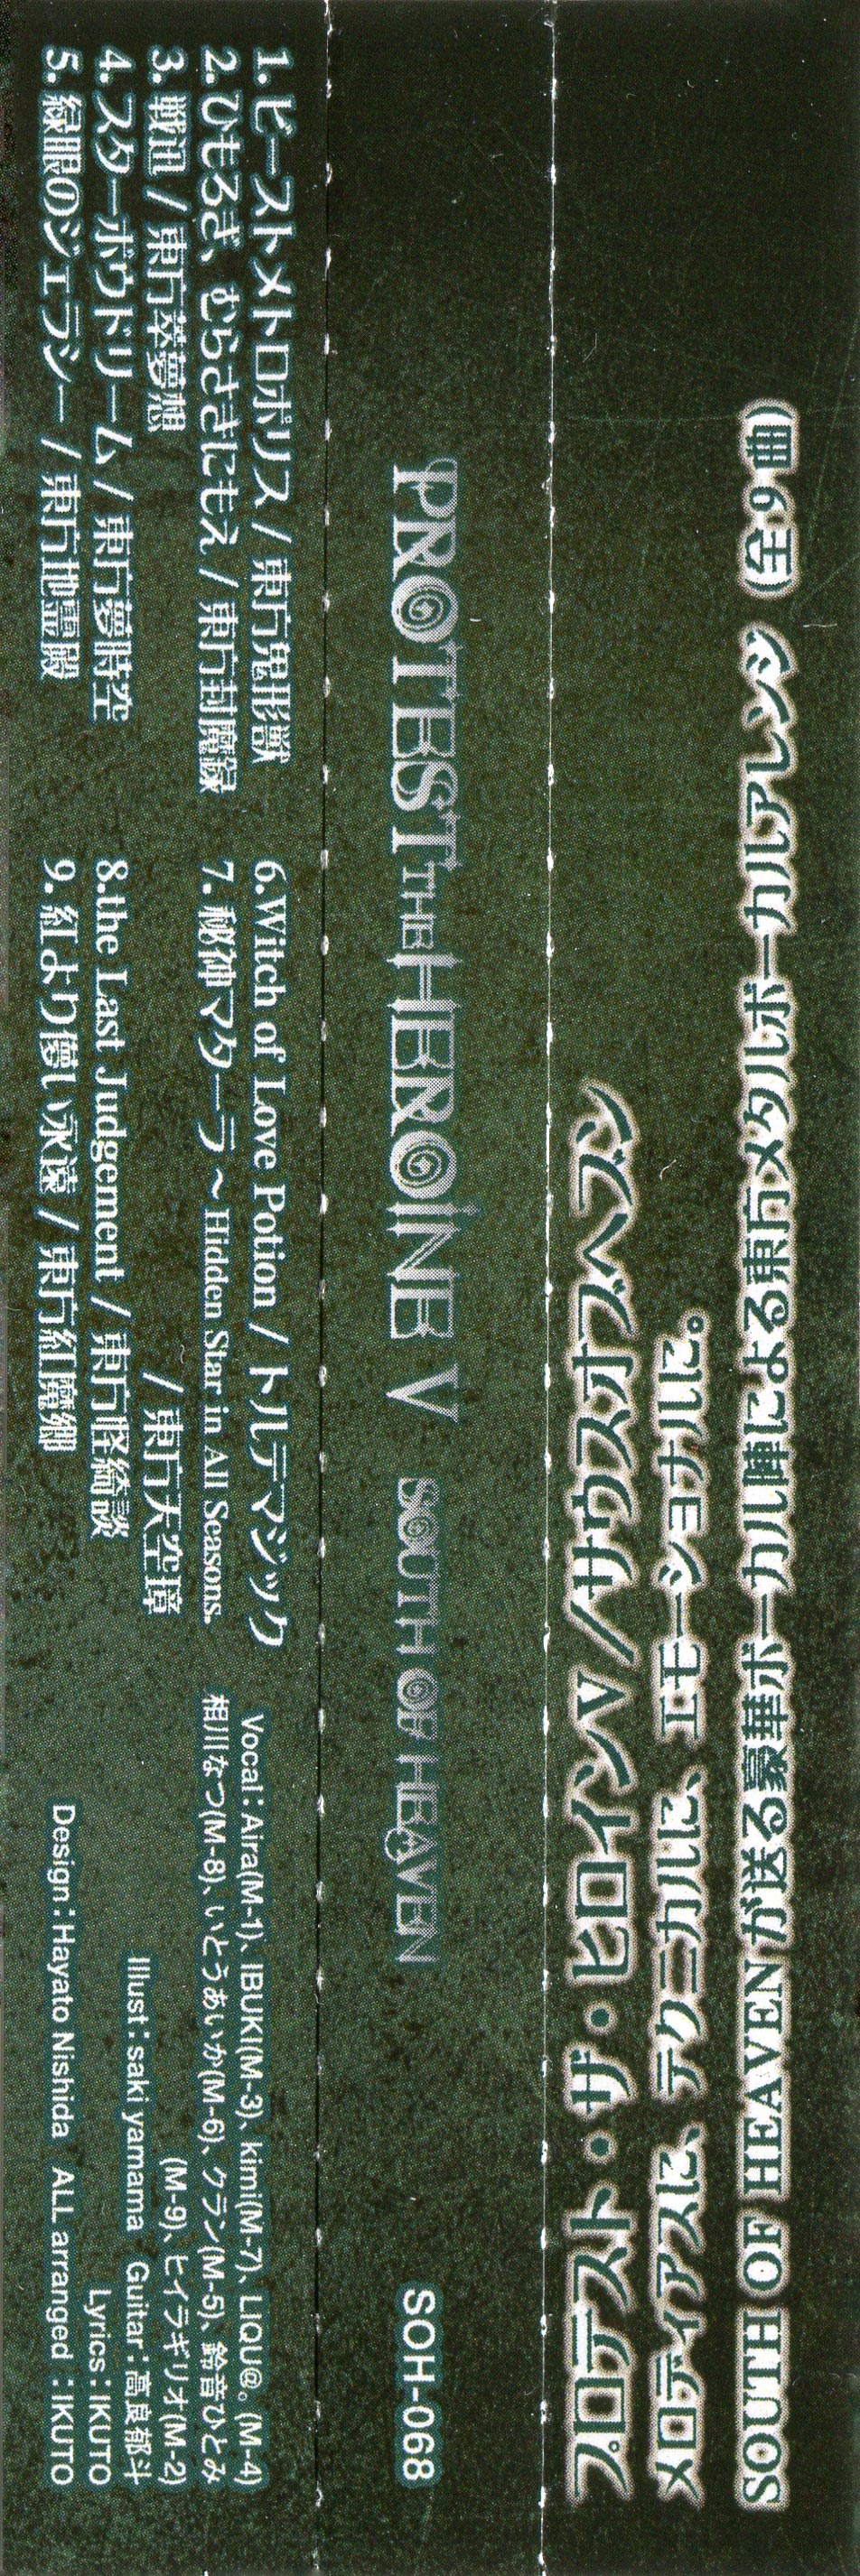 1.ビーストメトロポリス / 東方鬼形獣
2.ひもろぎ、むらさきにもえ / 東方封魔録
3. 戦迅 / 東方萃夢想
4.スターボウドリーム / 東方夢時空
5. 緑眼のジェラシー / 東方地霊殿
6.Witch of Love Potion / トルテマジック
7. 秘神マターラ ~ Hidden Star in All Seasons.
/ 東方天空璋
8.the Last Judgement / 東方怪綺談
9. 紅より儚い永遠 / 東方紅魔郷
Vocal : Aira(M-1)、IBUKI(M-3)、kimi(M-7)、LIQU@。(M-4)
相川なつ(M-8)、いとうあいか(M-6)、クラン(M-5)、鈴音ひとみ
(M-9)、ヒイラギリオ(M-2)
Illust : saki yamama Guitar : 高良郁斗
Lyrics : IKUTO
Design : Hayato Nishida ALL arranged : IKUTO
PROTEST THE HEROINE V SOUTH OF HEAVEN
SOH-068
プロテスト・ザ・ヒロインV /サウスオブヘブン
メロディアスに、テクニカルに、エモーショナルに。
SOUTH OF HEAVEN が送る豪華ボーカル陣による東方メタルボーカルアレンジ (全9曲)